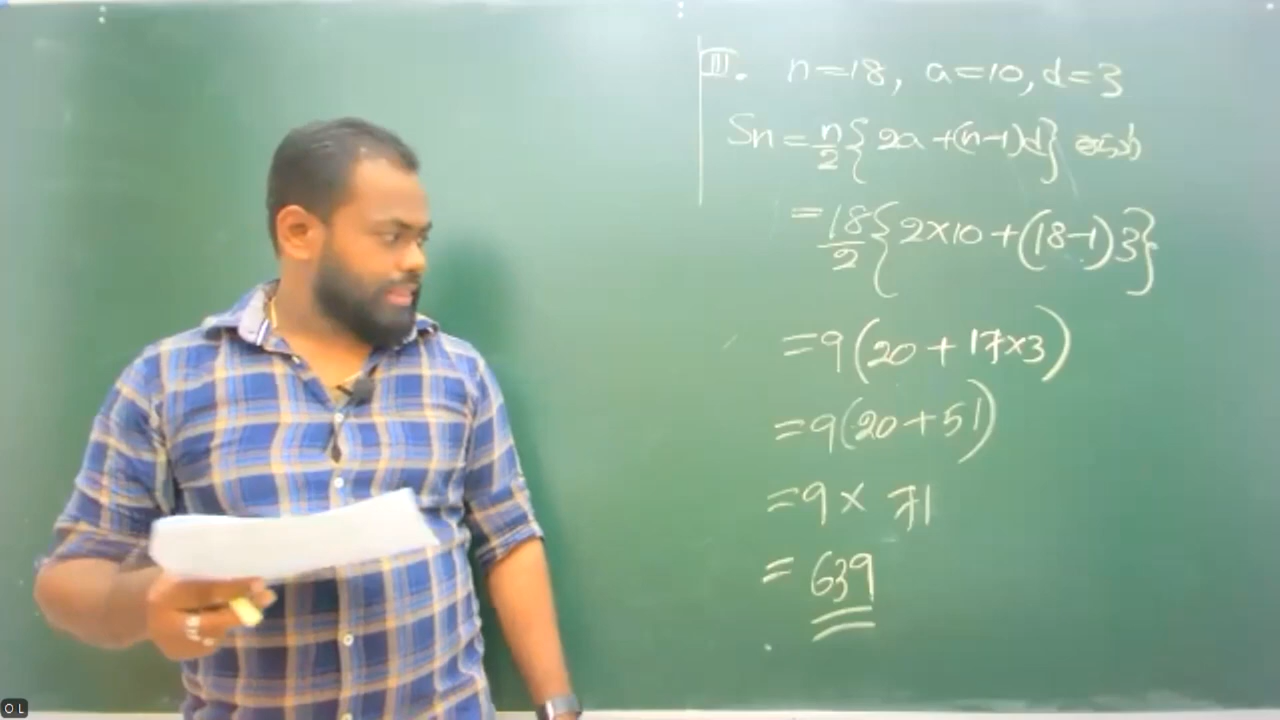 III. n=18, a=10, d=3
Sn = n/2 { 2a +(n-1)d }
= 18/2 { 2×10 + (18-1)3 }
= 9(20 + 17×3)
= 9(20+51)
= 9 × 71
= 639
OL